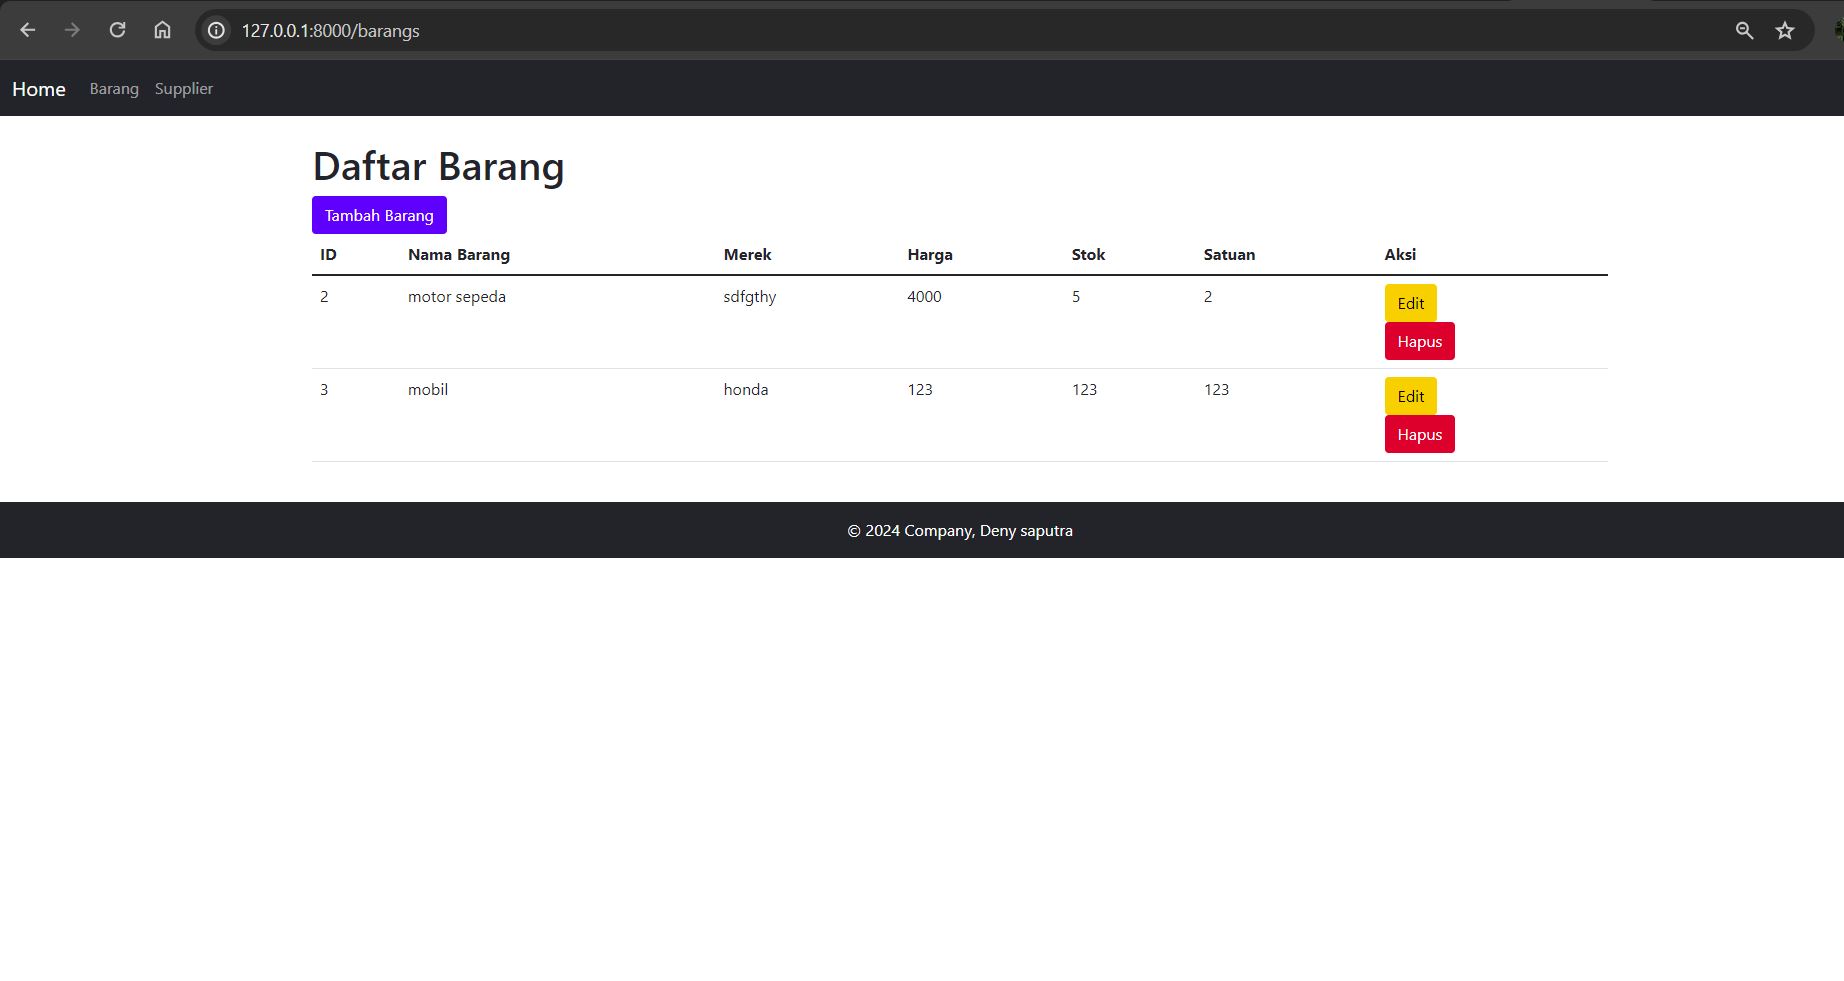 127.0.0.1:8000/barangs
Home Barang Supplier
Daftar Barang
Tambah Barang
ID Nama Barang Merek Harga Stok Satuan Aksi
2 motor sepeda sdfgthy 4000 5 2 Edit
Hapus
3 mobil honda 123 123 123 Edit
Hapus
© 2024 Company, Deny saputra